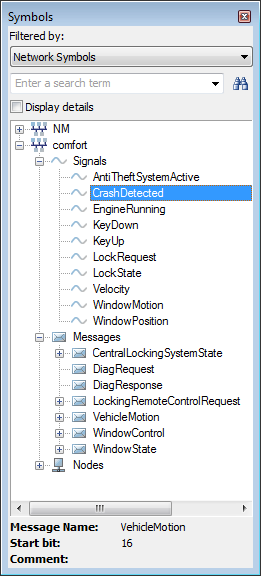 Symbols
Filtered by:
Network Symbols
Enter a search term
Display details
NM
comfort
Signals
AntiTheftSystemActive
CrashDetected
EngineRunning
KeyDown
KeyUp
LockRequest
LockState
Velocity
WindowMotion
WindowPosition
Messages
CentralLockingSystemState
DiagRequest
DiagResponse
LockingRemoteControlRequest
VehicleMotion
WindowControl
WindowState
Nodes
Message Name: VehicleMotion
Start bit: 16
Comment: